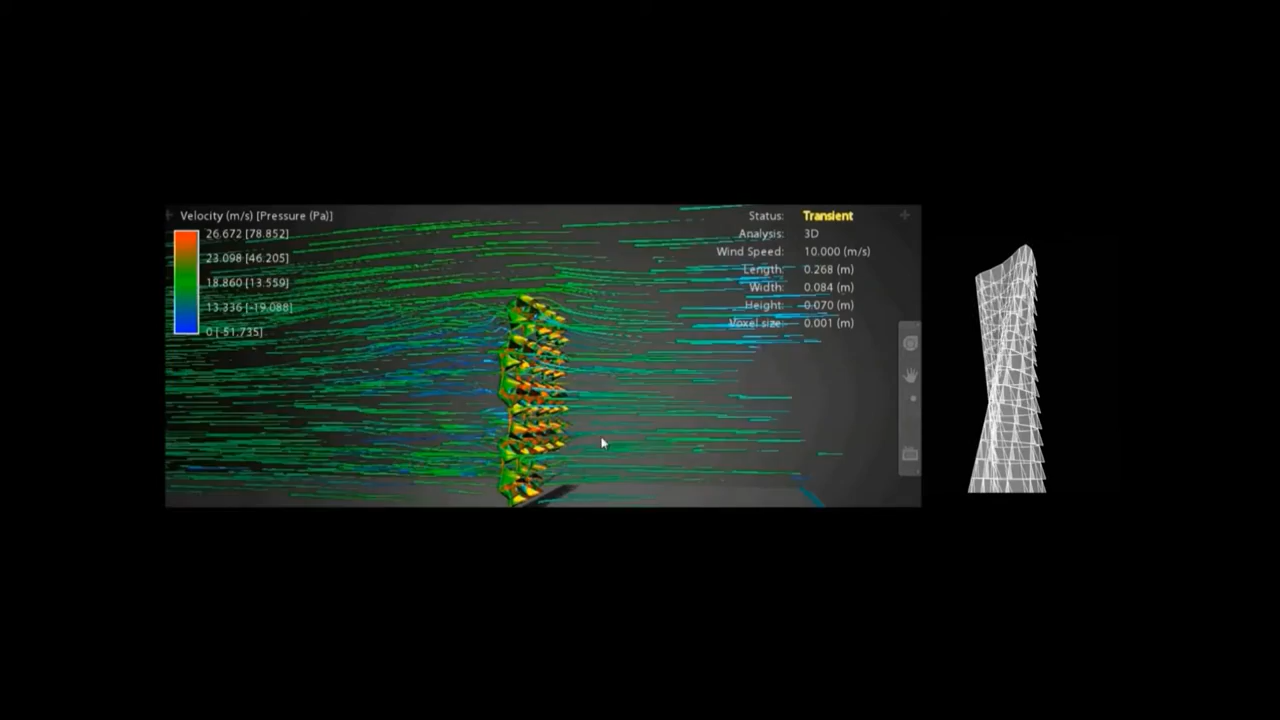 Velocity (m/s) [Pressure (Pa)]
26.672 [78.852]
23.098 [46.205]
18.860 [13.559]
13.336 [-19.088]
0 [-51.735]
Status: Transient
Analysis: 3D
Wind Speed: 10.000 (m/s)
Length: 0.268 (m)
Width: 0.084 (m)
Height: 0.070 (m)
Voxel size: 0.001 (m)